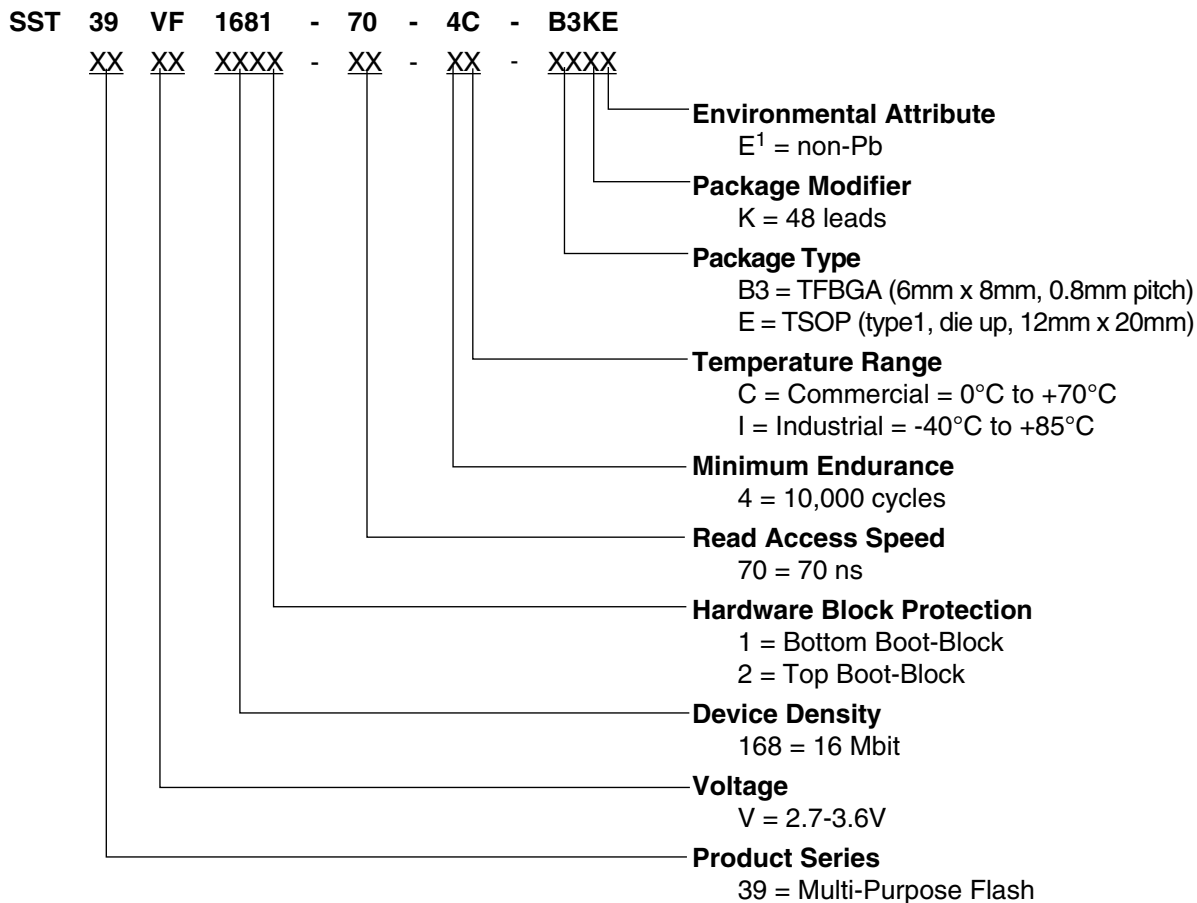 SST 39 VF 1681 - 70 - 4C - B3KE
XX XX XXXX - XX - XX - XXXX
Environmental Attribute
E¹ = non-Pb
Package Modifier
K = 48 leads
Package Type
B3 = TFBGA (6mm x 8mm, 0.8mm pitch)
E = TSOP (type1, die up, 12mm x 20mm)
Temperature Range
C = Commercial = 0°C to +70°C
I = Industrial = -40°C to +85°C
Minimum Endurance
4 = 10,000 cycles
Read Access Speed
70 = 70 ns
Hardware Block Protection
1 = Bottom Boot-Block
2 = Top Boot-Block
Device Density
168 = 16 Mbit
Voltage
V = 2.7-3.6V
Product Series
39 = Multi-Purpose Flash